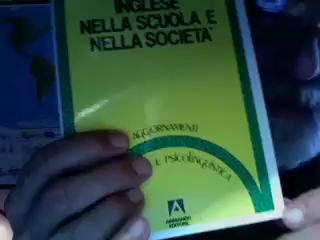 INGLESE
NELLA SCUOLA E
NELLA SOCIETA'
AGGIORNAMENTI
E PSICOLINGUISTICA
ARMANDO
EDITORE